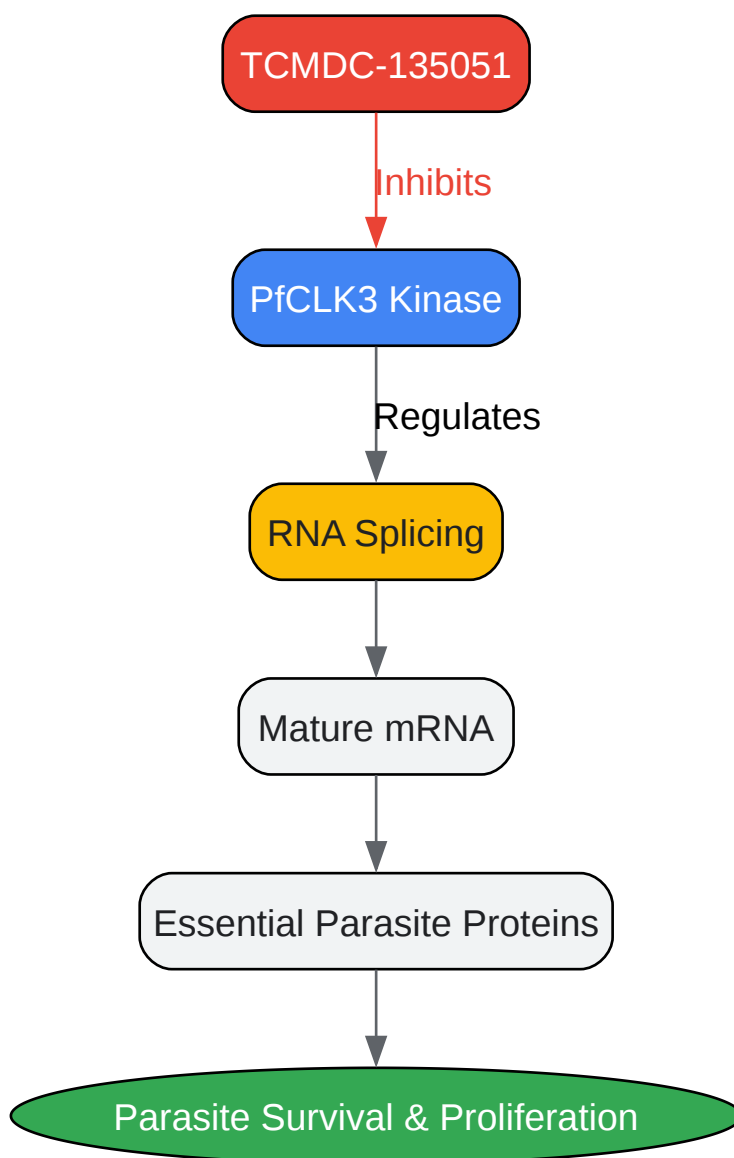 TCMDC-135051
Inhibits
PfCLK3 Kinase
Regulates
RNA Splicing
Mature mRNA
Essential Parasite Proteins
Parasite Survival & Proliferation